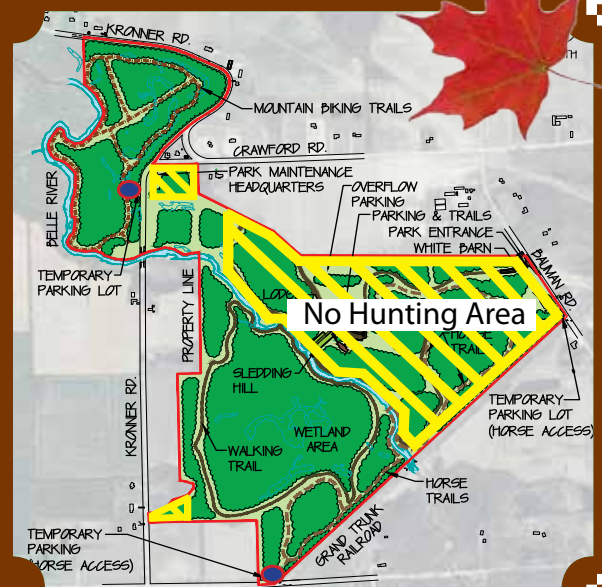 KRONNER RD.
TH
MOUNTAIN BIKING TRAILS
CRAWFORD RD.
PARK MAINTENANCE
HEADQUARTERS
OVERFLOW
PARKING
PARKING & TRAILS
PARK ENTRANCE
WHITE BARN
BELLE RIVER
BAUMAN RD
TEMPORARY
PARKING LOT
PROPERTY LINE
No Hunting Area
SLEDDING
HILL
TRAIL
KRONNER RD.
TEMPORARY
PARKING LOT
(HORSE ACCESS)
WETLAND
AREA
WALKING
TRAIL
HORSE
TRAILS
GRAND TRUNK
RAILROAD
TEMPORARY
PARKING
(HORSE ACCESS)